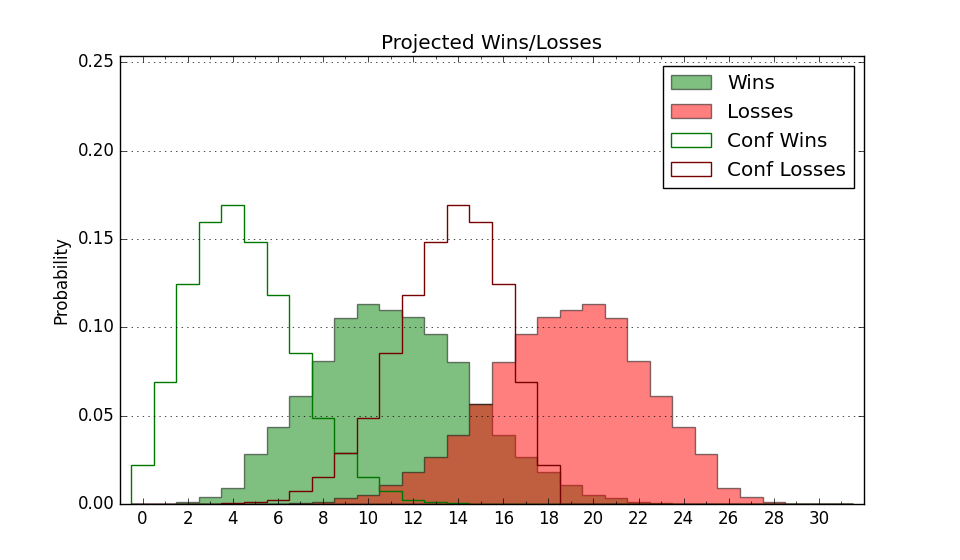 Projected Wins/Losses
0.25
0.20
0.15
0.10
0.05
0.00
Probability
Wins
Losses
Conf Wins
Conf Losses
0 2 4 6 8 10 12 14 16 18 20 22 24 26 28 30